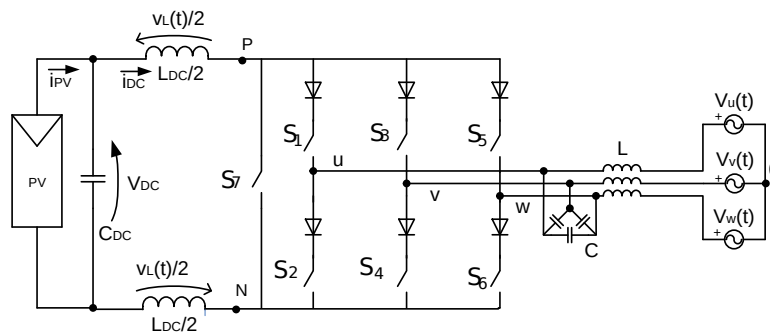 vL(t)/2
P
iPV
iDC
LDC/2
Vu(t)
+
S1
S3
S5
L
u
Vv(t)
+
PV
VDC
S7
v
w
Vw(t)
+
CDC
C
vL(t)/2
S2
S4
S6
N
LDC/2